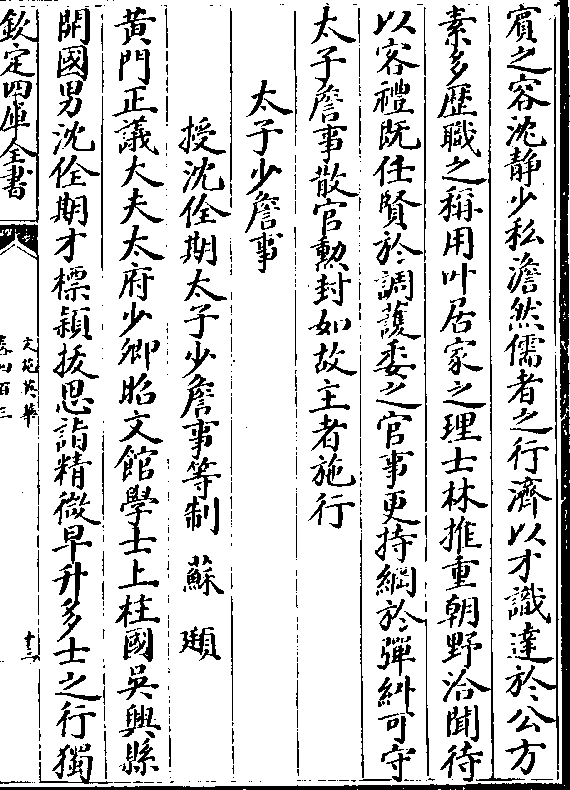 賔之容沈静少私澹然儒者之行濟以才識達於公方
素多歴職之稱用叶居家之理士林推重朝野洽聞待
以客禮既任賢於調䕶委之官事更持綱於彈糾可守
太子詹事散官勲封如故主者施行
太子少詹事
授沈佺期太子少詹事等制 蘇 頲
黄門正議大夫太府少卿昭文館學士上柱國吳興縣
開國男沈佺期才標頴拔思詣精微早升多士之行獨
欽定四庫全書
文苑英華
卷四百三
十三